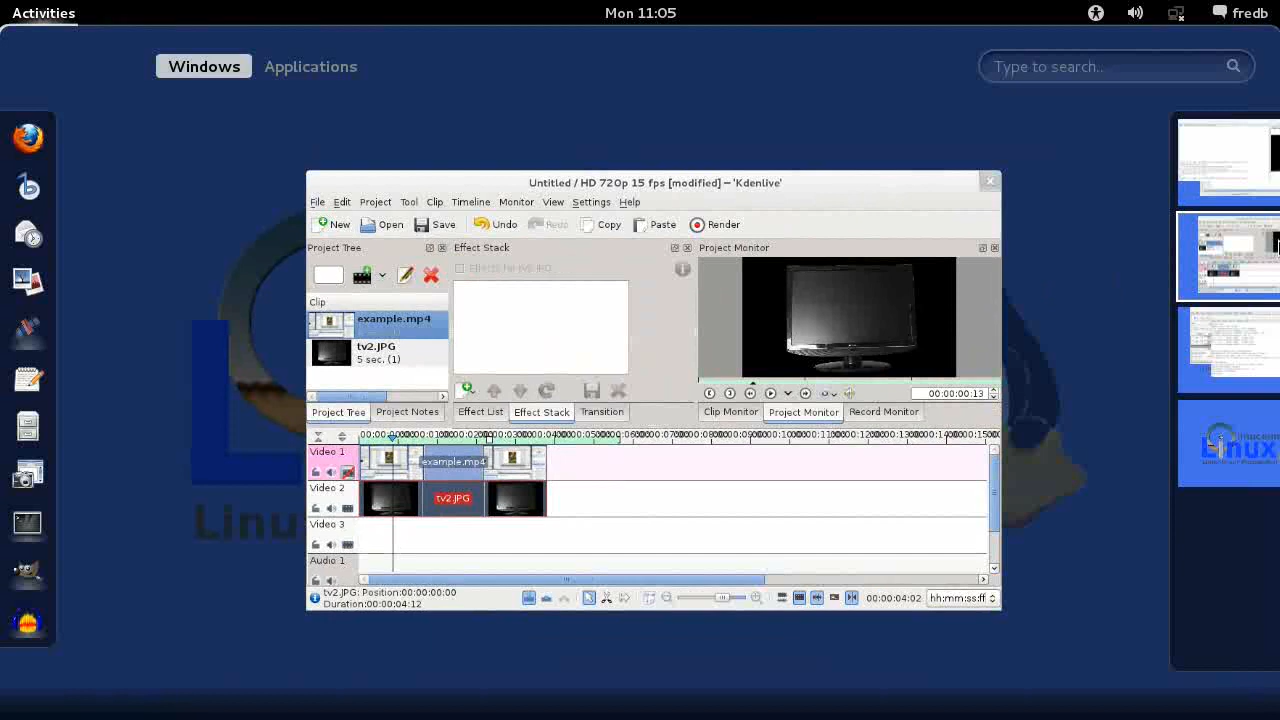 Activities
Mon 11:05
fredb
Windows
Applications
Type to search..
Untitled / HD 720p 15 fps [modified] – 'Kdenlive'
File Edit Project Tool Clip Timeline Monitor View Settings Help
New Open Save Undo Redo Copy Paste Render
Project Tree
Effect Stack
Project Monitor
Effects for tv2.JPG
Clip
example.mp4
tv2.JPG
5 sec, (1)
00:00:00:13
Project Tree
Project Notes
Effect List
Effect Stack
Transition
Clip Monitor
Project Monitor
Record Monitor
Video 1
example.mp4
Video 2
tv2.JPG
Video 3
Audio 1
tv2.JPG: Position:00:00:00:00
Duration:00:00:04:12
00:00:04:02
hh:mm:ss:ff
Linux